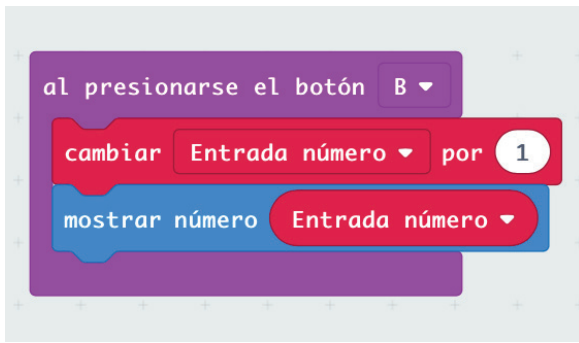 al presionarse el botón B
cambiar Entrada número por 1
mostrar número Entrada número